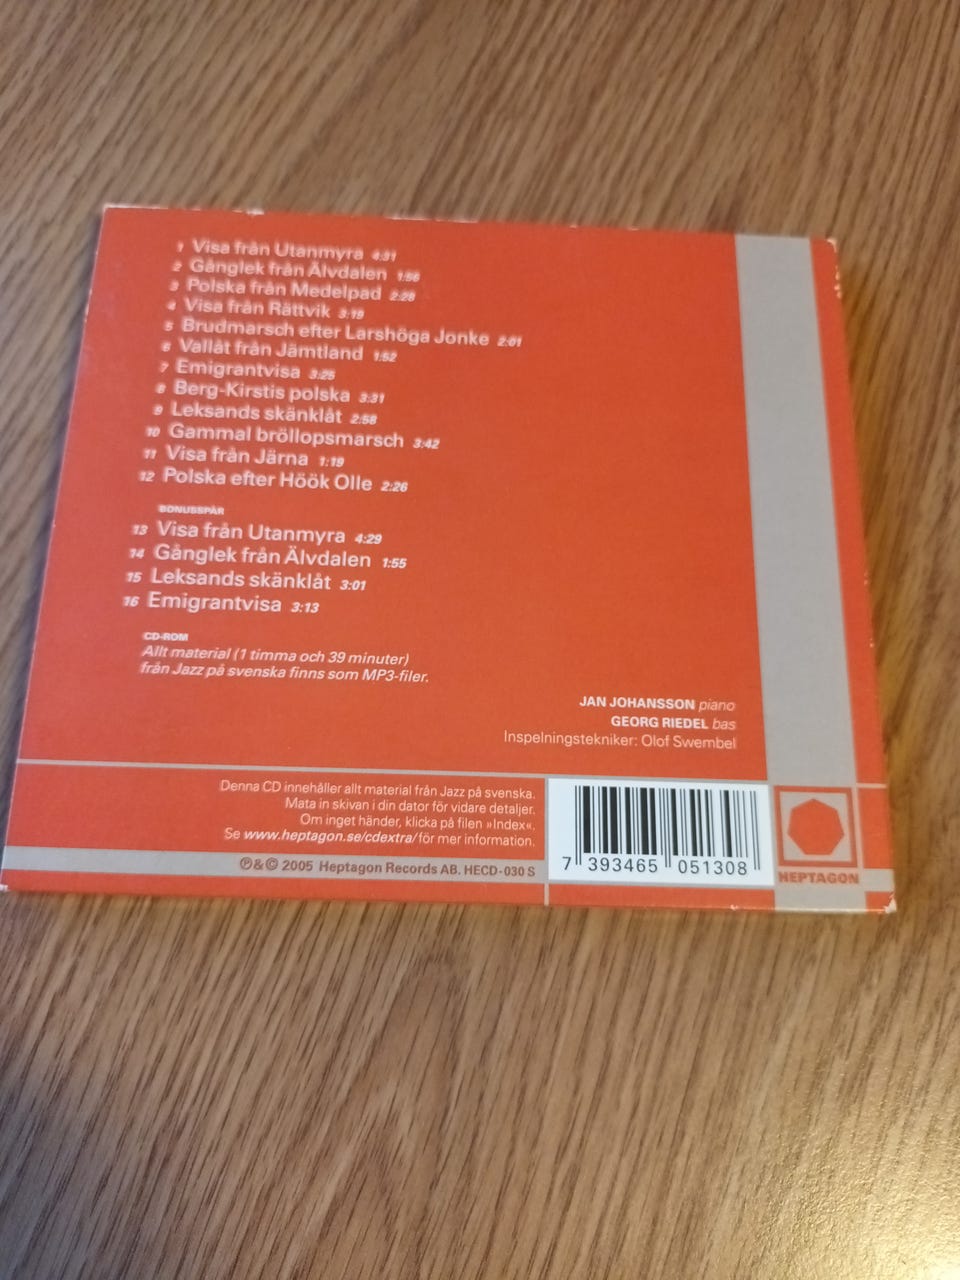 1 Visa från Utanmyra 4:31
2 Gånglek från Älvdalen 1:56
3 Polska från Medelpad 2:28
4 Visa från Rättvik 3:19
5 Brudmarsch efter Larshöga Jonke 2:01
6 Vallåt från Jämtland 1:52
7 Emigrantvisa 3:25
8 Berg-Kirstis polska 3:31
9 Leksands skänklåt 2:58
10 Gammal bröllopsmarsch 3:42
11 Visa från Järna 1:19
12 Polska efter Höök Olle 2:26
BONUSSPÅR
13 Visa från Utanmyra 4:29
14 Gånglek från Älvdalen 1:55
15 Leksands skänklåt 3:01
16 Emigrantvisa 3:13
CD-ROM
Allt material (1 timma och 39 minuter)
från Jazz på svenska finns som MP3-filer.
JAN JOHANSSON piano
GEORG RIEDEL bas
Inspelningstekniker: Olof Swembel
Denna CD innehåller allt material från Jazz på svenska.
Mata in skivan i din dator för vidare detaljer.
Om inget händer, klicka på filen »Index«.
Se www.heptagon.se/cdextra/ för mer information.
℗&© 2005 Heptagon Records AB. HECD-030 S
7 393465 051308
HEPTAGON